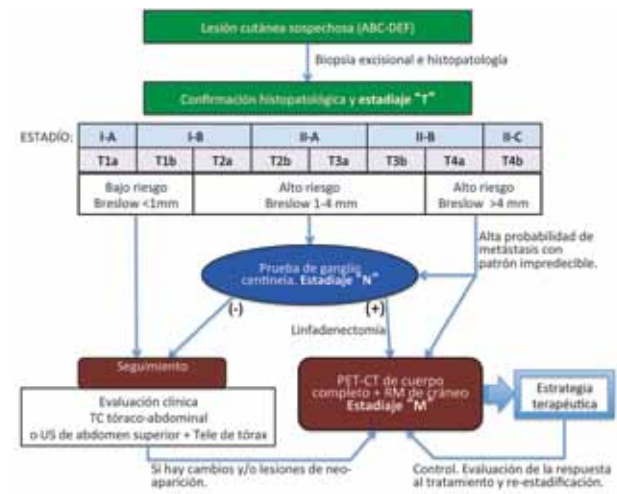 Lesión cutánea sospechosa (ABC-DEF)
Biopsia excisional e histopatología
Confirmación histopatológica y estadiaje "T"
ESTADÍO: I-A I-B II-A II-B II-C
T1a T1b T2a T2b T3a T3b T4a T4b
Bajo riesgo
Breslow <1mm
Alto riesgo
Breslow 1-4 mm
Alto riesgo
Breslow >4 mm
Alta probabilidad de
metástasis con
patrón impredecible.
Prueba de ganglio
centinela. Estadiaje "N"
(-)
(+)
Linfadenectomía
Seguimiento
Evaluación clínica
TC tóraco-abdominal
o US de abdomen superior + Tele de tórax
PET-CT de cuerpo
completo + RM de cráneo
Estadiaje "M"
Estrategia
terapéutica
Si hay cambios y/o lesiones de neo-
aparición.
Control. Evaluación de la respuesta
al tratamiento y re-estadificación.